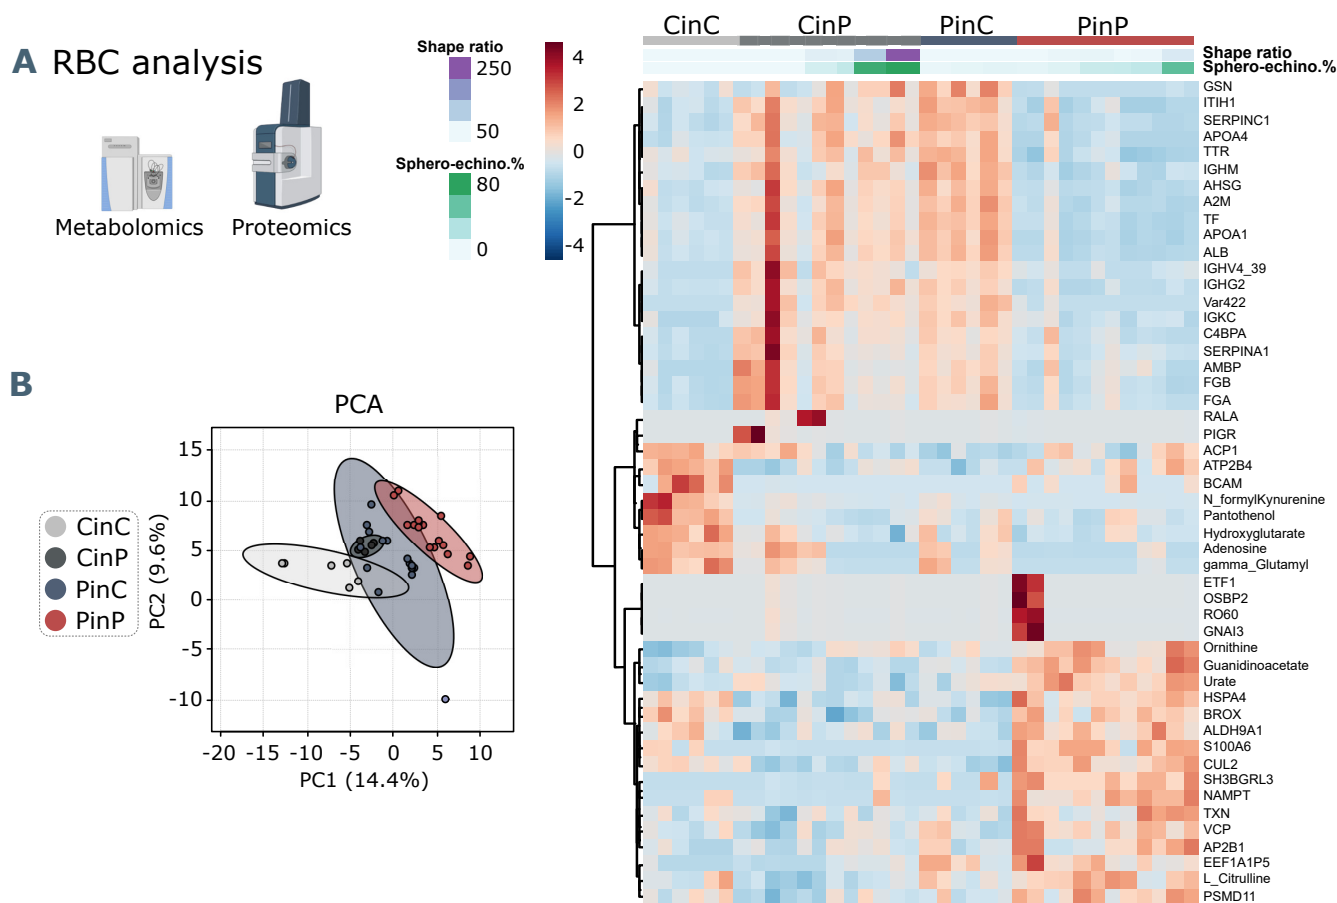 A RBC analysis
Metabolomics
Proteomics
Shape ratio
250
50
Sphero-echino.%
80
0
4
2
0
-2
-4
CinC
CinP
PinC
PinP
Shape ratio
Sphero-echino.%
GSN
ITIH1
SERPINC1
APOA4
TTR
IGHM
AHSG
A2M
TF
APOA1
ALB
IGHV4_39
IGHG2
Var422
IGKC
C4BPA
SERPINA1
AMBP
FGB
FGA
RALA
PIGR
ACP1
ATP2B4
BCAM
N_formylKynurenine
Pantothenol
Hydroxyglutarate
Adenosine
gamma_Glutamyl
ETF1
OSBP2
RO60
GNAI3
Ornithine
Guanidinoacetate
Urate
HSPA4
BROX
ALDH9A1
S100A6
CUL2
SH3BGRL3
NAMPT
TXN
VCP
AP2B1
EEF1A1P5
L_Citrulline
PSMD11
B
PCA
CinC
CinP
PinC
PinP
PC2 (9.6%)
15
10
5
0
-5
-10
-20
-15
-10
-5
0
5
10
PC1 (14.4%)